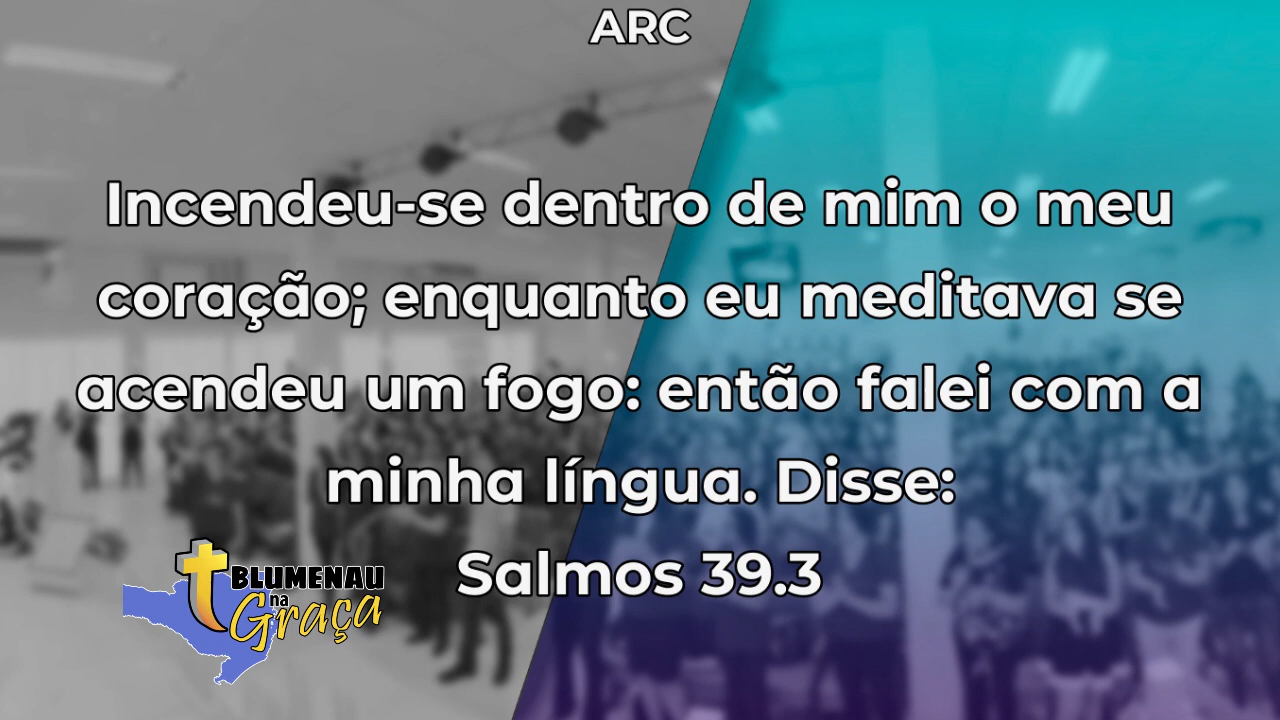 ARC
Incendeu-se dentro de mim o meu
coração; enquanto eu meditava se
acendeu um fogo: então falei com a
minha língua. Disse:
Salmos 39.3
BLUMENAU
na
Graça